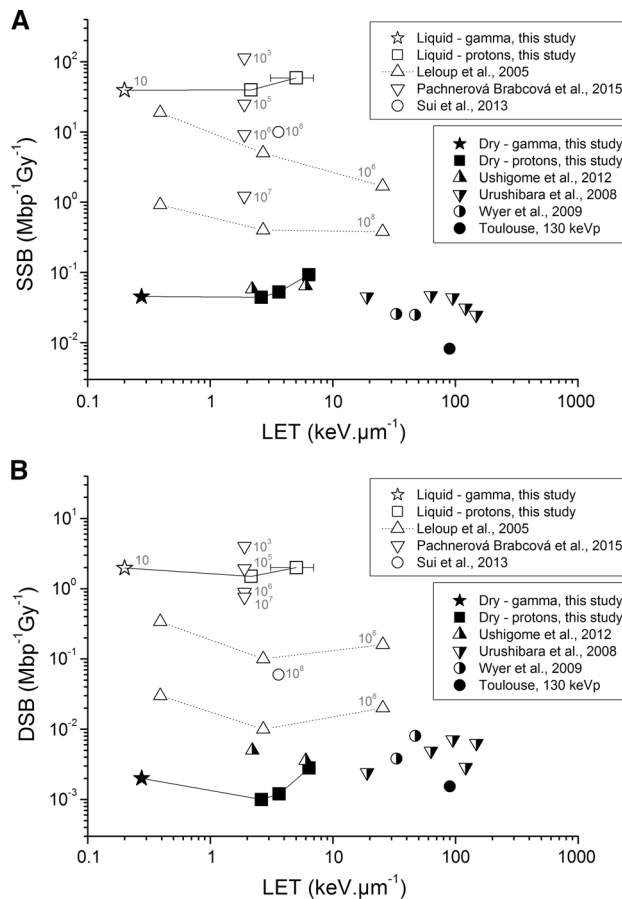 A
10²
10¹
10⁰
10⁻¹
10⁻²
SSB (Mbp⁻¹Gy⁻¹)
0.1
1
10
100
1000
LET (keV.µm⁻¹)
10
10³
10⁵
10⁶
10⁸
10⁷
10⁶
10⁸
Liquid - gamma, this study
Liquid - protons, this study
Leloup et al., 2005
Pachnerová Brabcová et al., 2015
Sui et al., 2013
Dry - gamma, this study
Dry - protons, this study
Ushigome et al., 2012
Urushibara et al., 2008
Wyer et al., 2009
Toulouse, 130 keVp
B
10¹
10⁰
10⁻¹
10⁻²
10⁻³
DSB (Mbp⁻¹Gy⁻¹)
0.1
1
10
100
1000
LET (keV.µm⁻¹)
10
10³
10⁵
10⁶
10⁷
10⁶
10⁸
10⁸
Liquid - gamma, this study
Liquid - protons, this study
Leloup et al., 2005
Pachnerová Brabcová et al., 2015
Sui et al., 2013
Dry - gamma, this study
Dry - protons, this study
Ushigome et al., 2012
Urushibara et al., 2008
Wyer et al., 2009
Toulouse, 130 keVp